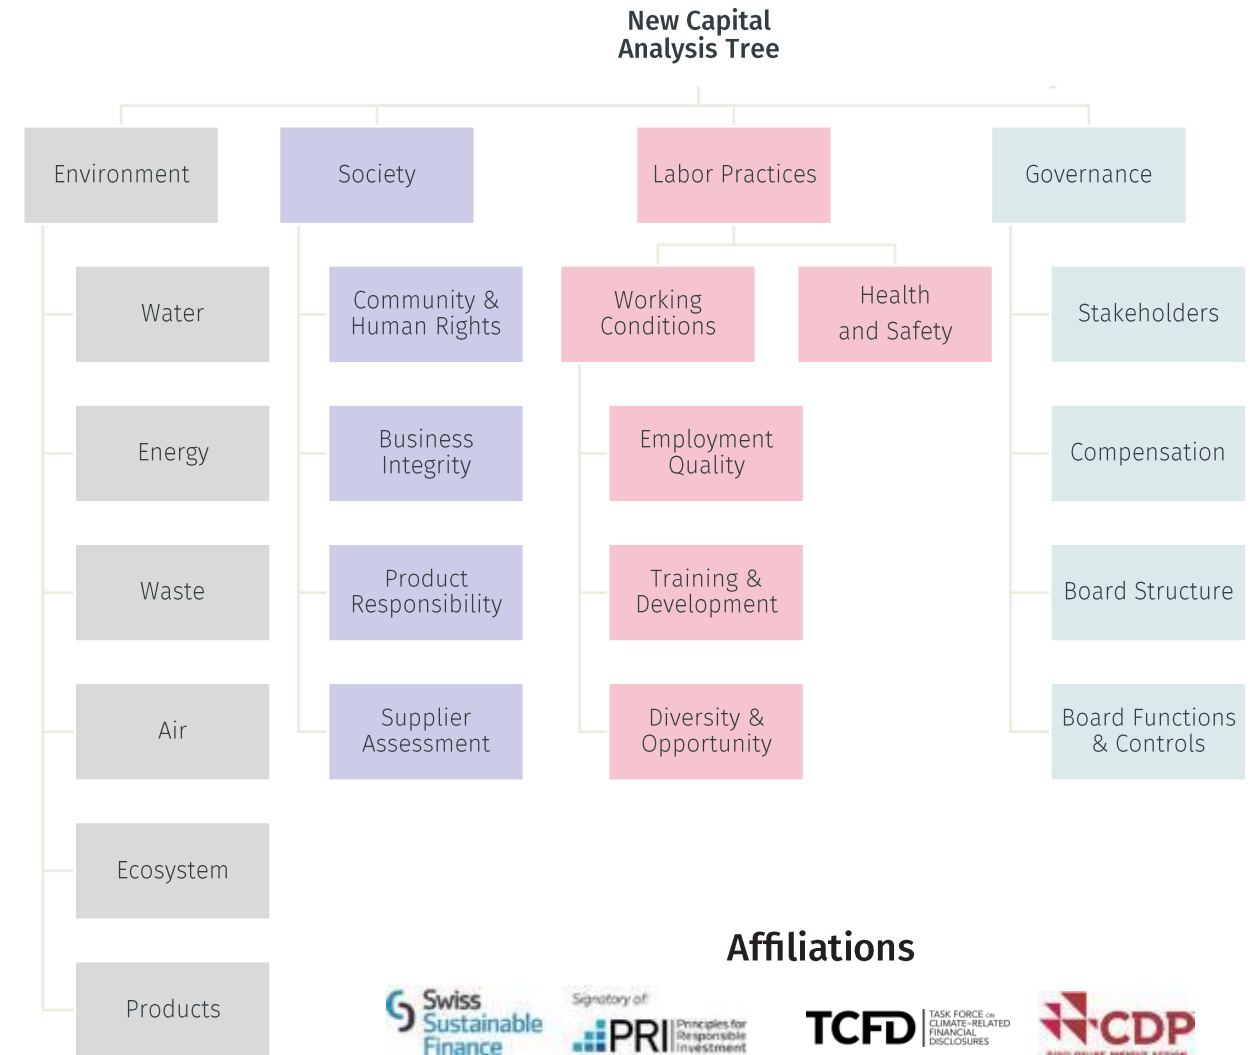 New Capital
Analysis Tree
Environment
Society
Labor Practices
Governance
Water
Community &
Human Rights
Working
Conditions
Health
and Safety
Stakeholders
Energy
Business
Integrity
Employment
Quality
Compensation
Waste
Product
Responsibility
Training &
Development
Board Structure
Air
Supplier
Assessment
Diversity &
Opportunity
Board Functions
& Controls
Ecosystem
Products
Affiliations
Swiss
Sustainable
Finance
Signatory of:
PRI
Principles for
Responsible
Investment
TCFD
TASK FORCE ON
CLIMATE-RELATED
FINANCIAL
DISCLOSURES
CDP